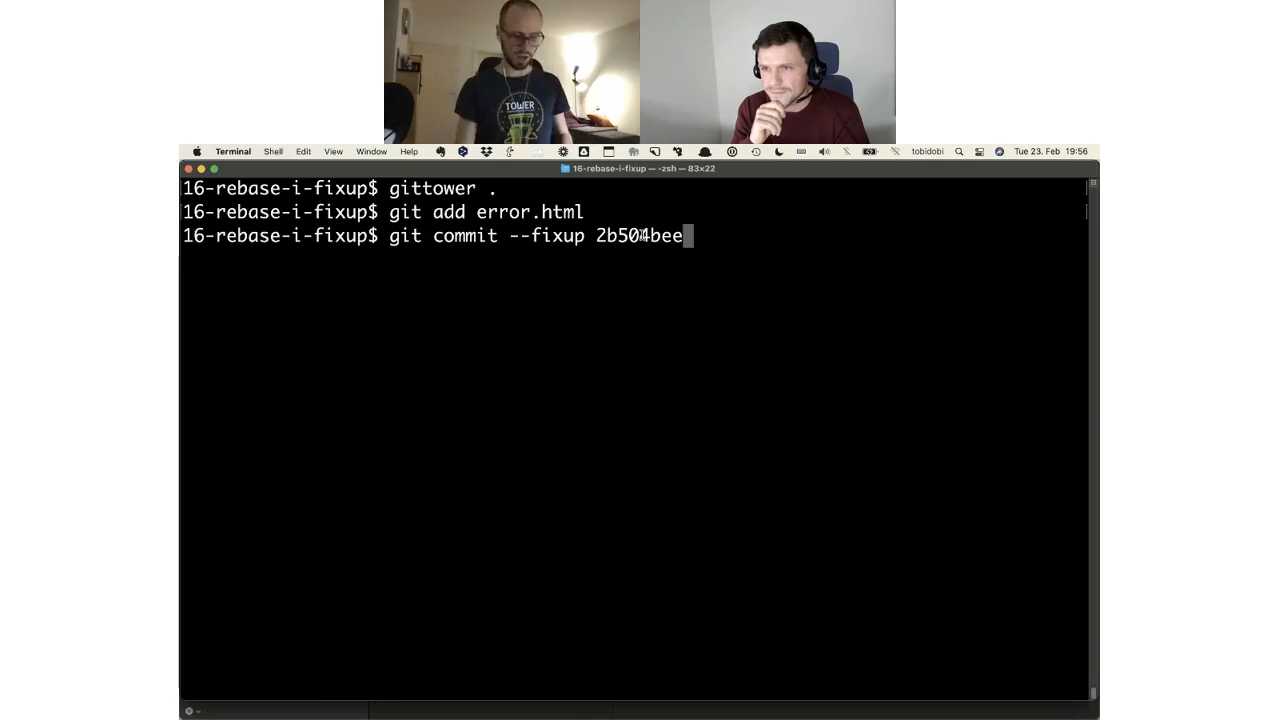 TOWER
Terminal Shell Edit View Window Help tobidobi Tue 23. Feb 19:56
16-rebase-i-fixup — -zsh — 83×22
16-rebase-i-fixup$ gittower .
16-rebase-i-fixup$ git add error.html
16-rebase-i-fixup$ git commit --fixup 2b504bee